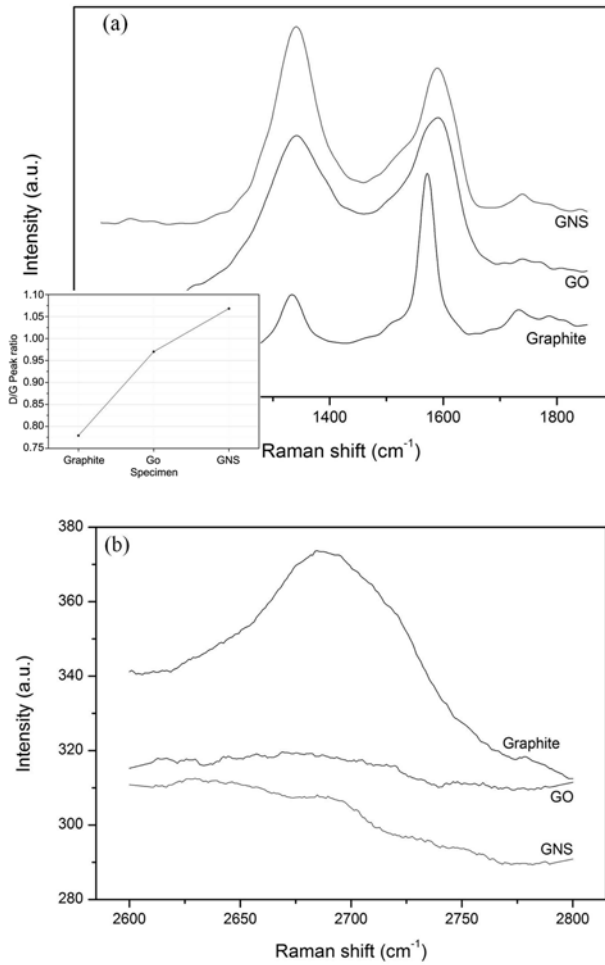 (a)
Intensity (a.u.)
GNS
GO
Graphite
1.10
1.05
1.00
0.95
0.90
0.85
0.80
0.75
D/G Peak ratio
Graphite Go GNS
Specimen
1400 1600 1800
Raman shift (cm-1)
(b)
380
360
340
320
300
280
Intensity (a.u.)
Graphite
GO
GNS
2600 2650 2700 2750 2800
Raman shift (cm-1)